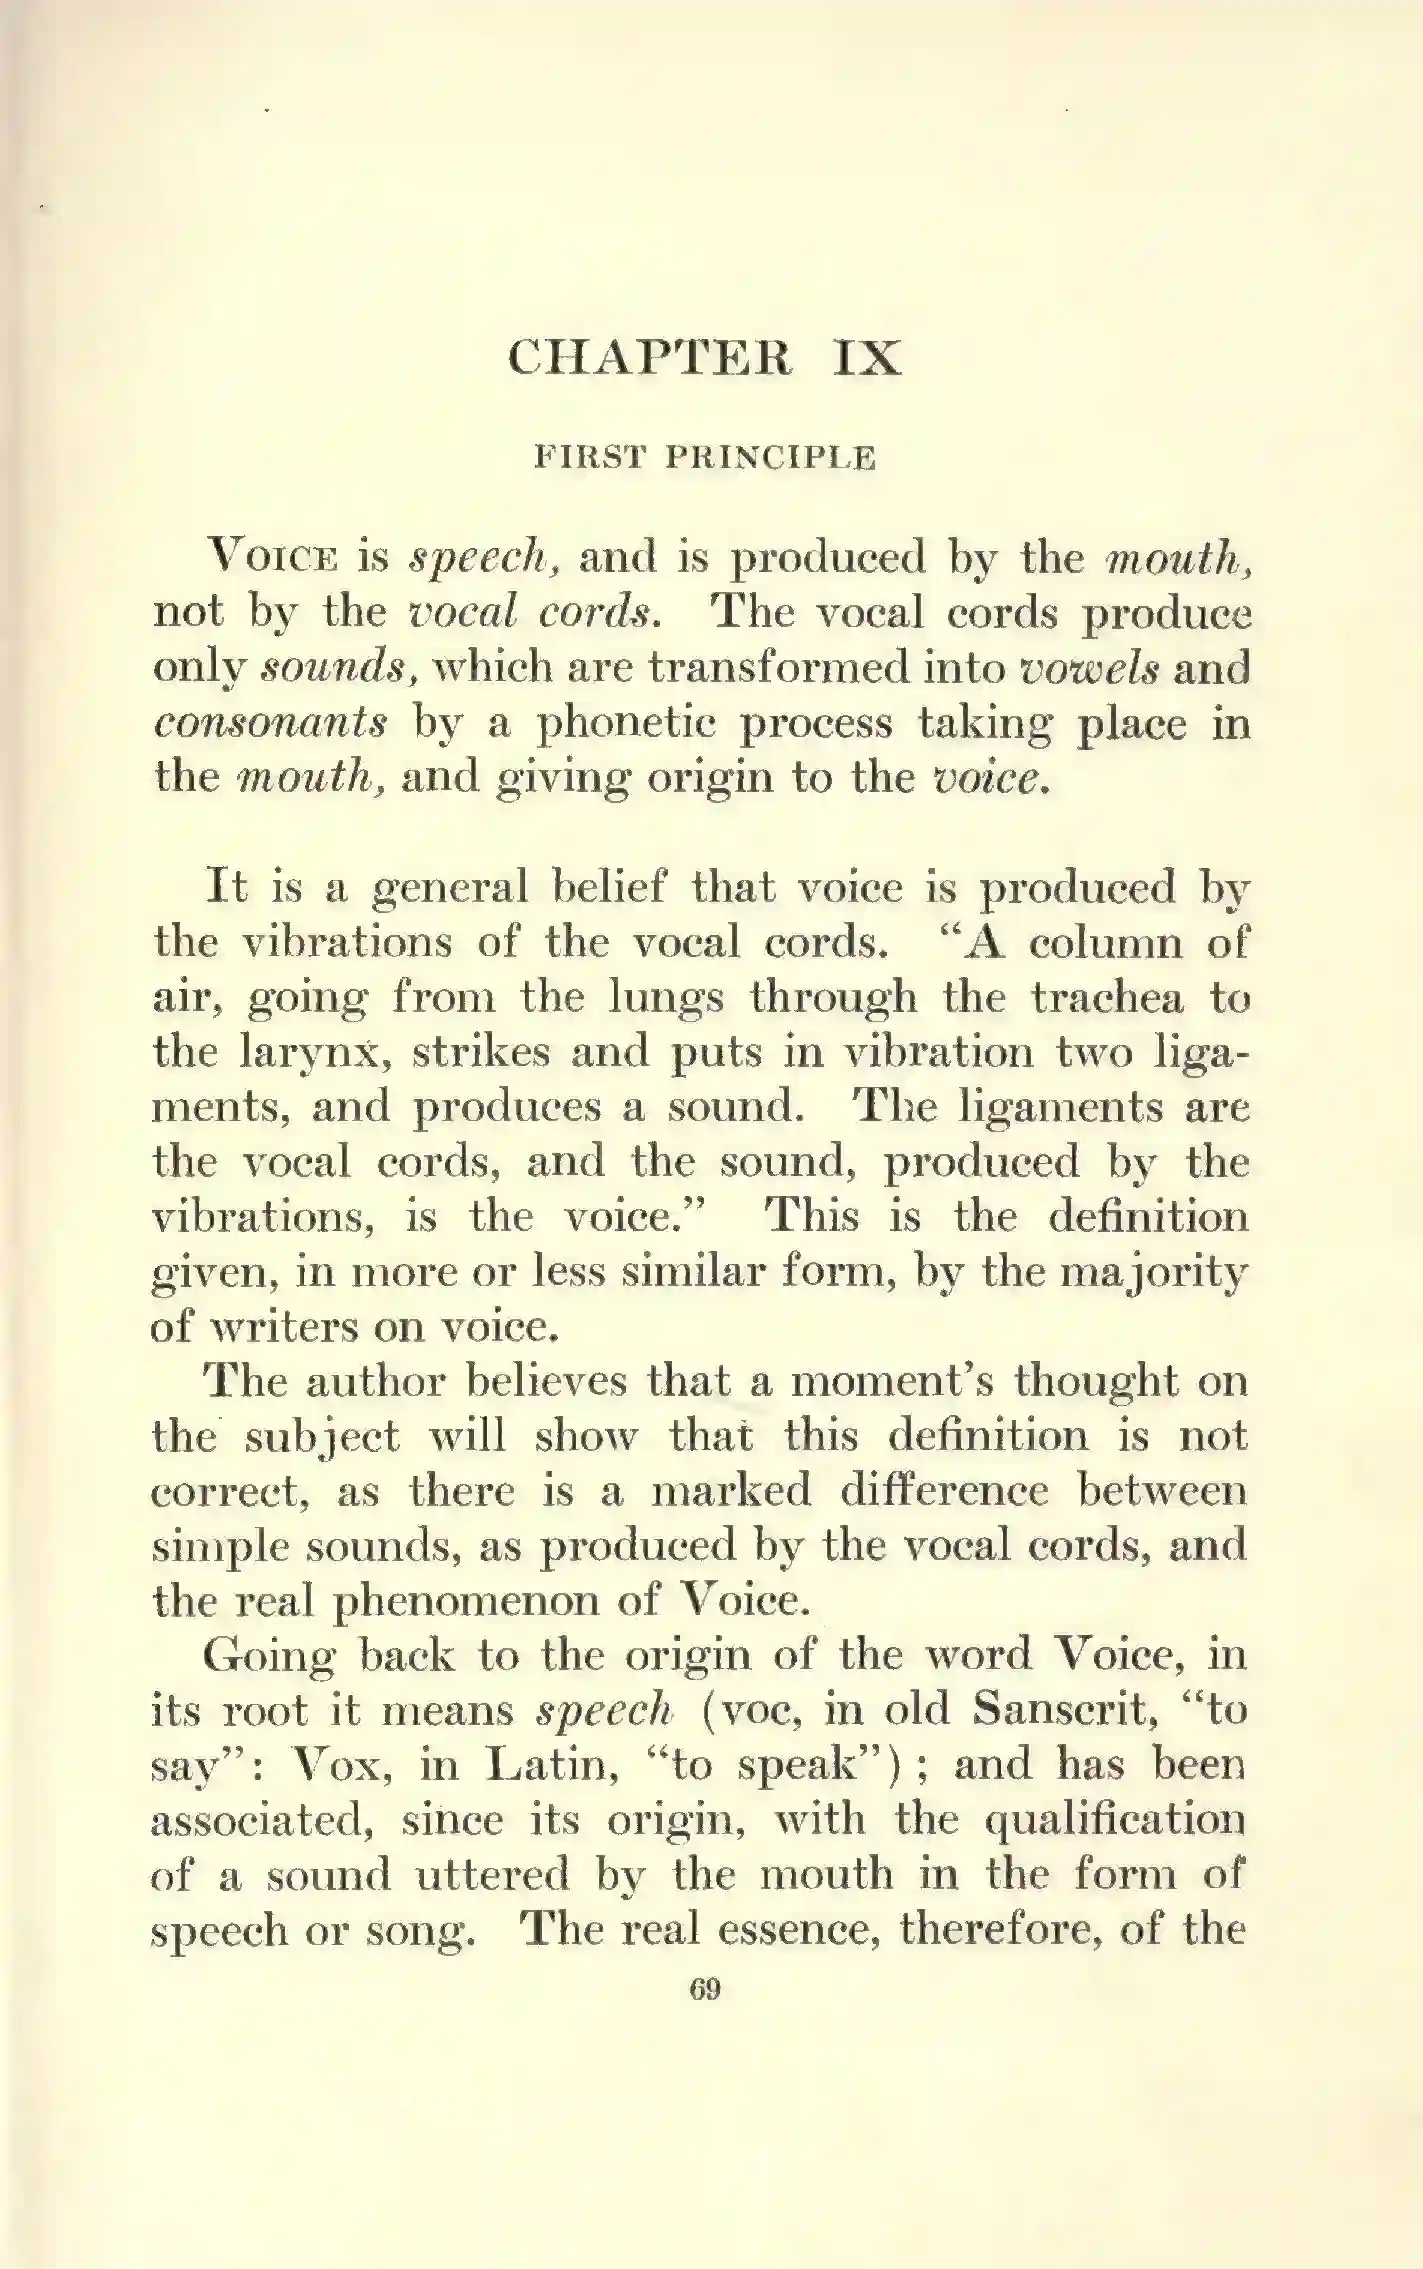 CHAPTER IX
FIRST PRINCIPLE
VOICE is speech, and is produced by the mouth,
not by the vocal cords. The vocal cords produce
only sounds, which are transformed into vowels and
consonants by a phonetic process taking place in
the mouth, and giving origin to the voice.
It is a general belief that voice is produced by
the vibrations of the vocal cords. “A column of
air, going from the lungs through the trachea to
the larynx, strikes and puts in vibration two liga-
ments, and produces a sound. The ligaments are
the vocal cords, and the sound, produced by the
vibrations, is the voice.” This is the definition
given, in more or less similar form, by the majority
of writers on voice.
The author believes that a moment’s thought on
the subject will show that this definition is not
correct, as there is a marked difference between
simple sounds, as produced by the vocal cords, and
the real phenomenon of Voice.
Going back to the origin of the word Voice, in
its root it means speech (voc, in old Sanscrit, “to
say”: Vox, in Latin, “to speak”) ; and has been
associated, since its origin, with the qualification
of a sound uttered by the mouth in the form of
speech or song. The real essence, therefore, of the
69